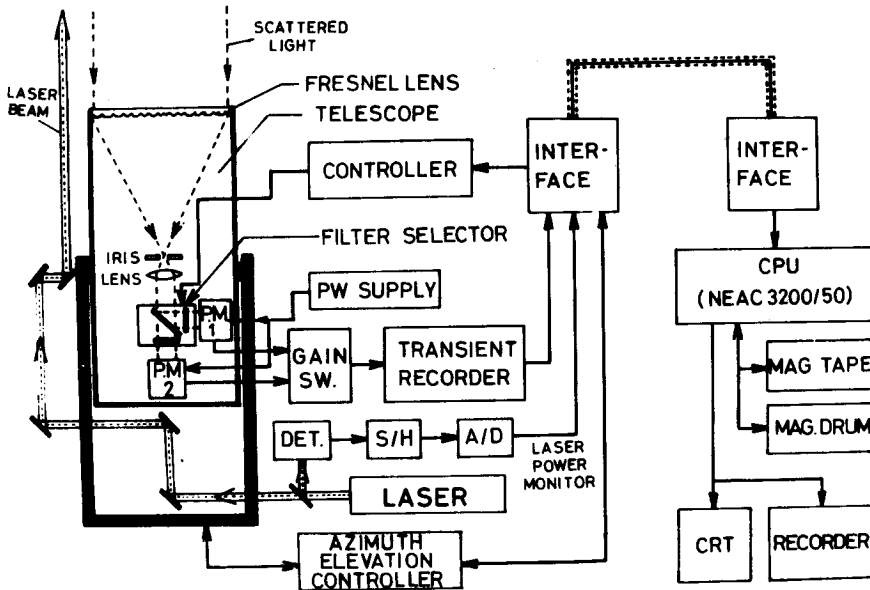 SCATTERED
LIGHT
LASER
BEAM
FRESNEL LENS
TELESCOPE
CONTROLLER
INTER-
FACE
INTER-
FACE
IRIS
LENS
FILTER SELECTOR
CPU
(NEAC 3200/50)
PW SUPPLY
P.M.
1
GAIN
SW.
TRANSIENT
RECORDER
P.M
2
MAG TAPE
MAG. DRUM
DET.
S/H
A/D
LASER
POWER
MONITOR
LASER
AZIMUTH
ELEVATION
CONTROLLER
CRT
RECORDER